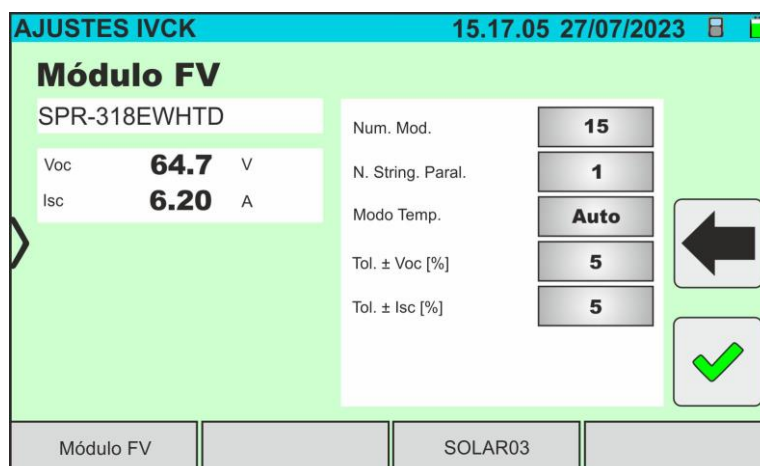 AJUSTES IVCK 15.17.05 27/07/2023
Módulo FV
SPR-318EWHTD
Voc 64.7 V
Isc 6.20 A
Num. Mod. 15
N. String. Paral. 1
Modo Temp. Auto
Tol. ± Voc [%] 5
Tol. ± Isc [%] 5
Módulo FV SOLAR03